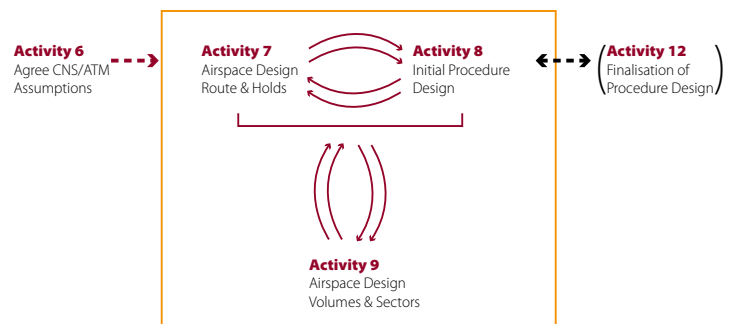 Activity 6
Agree CNS/ATM
Assumptions
Activity 7
Airspace Design
Route & Holds
Activity 8
Initial Procedure
Design
(Activity 12
Finalisation of
Procedure Design)
Activity 9
Airspace Design
Volumes & Sectors